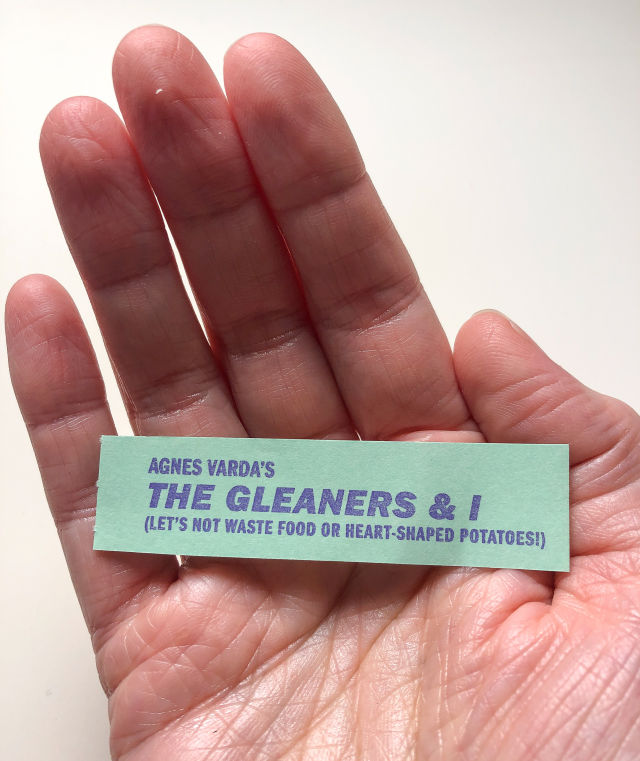 AGNES VARDA'S
THE GLEANERS & I
(LET'S NOT WASTE FOOD OR HEART-SHAPED POTATOES!)